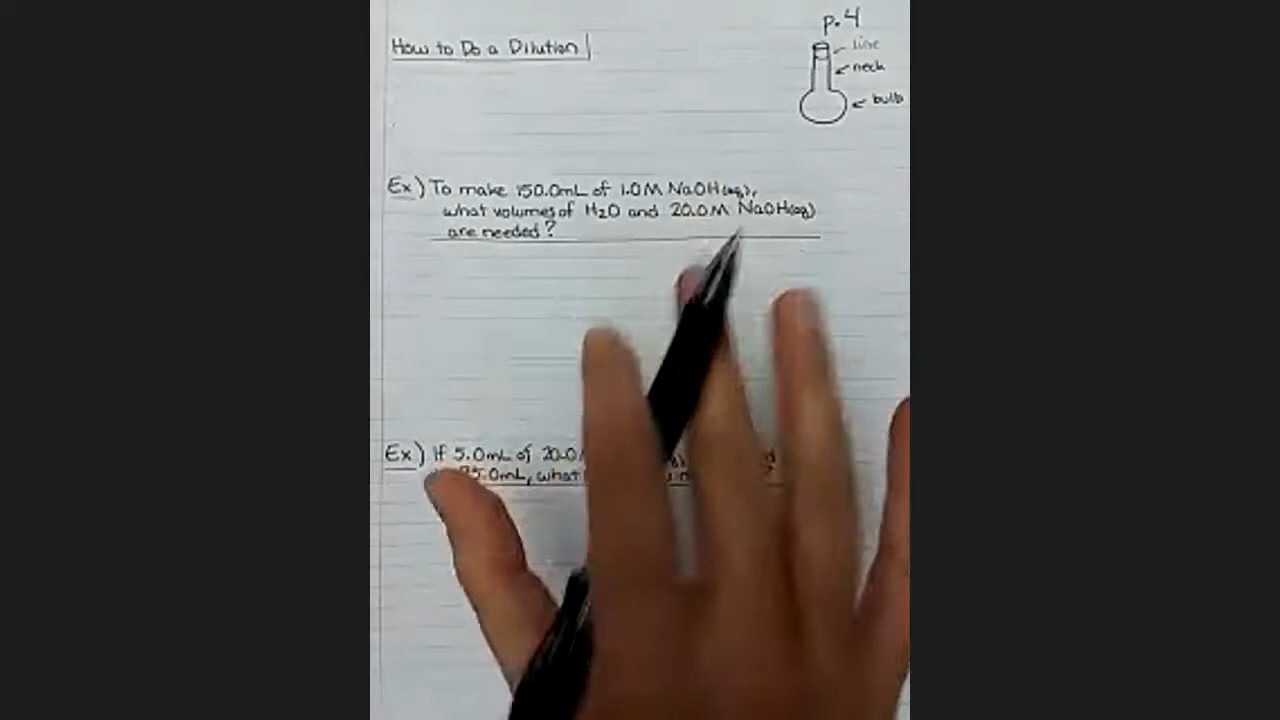 p.4
How to Do a Dilution
line
neck
bulb
Ex) To make 150.0mL of 1.0M NaOH(aq),
what volumes of H2O and 20.0M NaOH(aq)
are needed?
Ex) If 5.0mL of 20.0
75.0mL, what